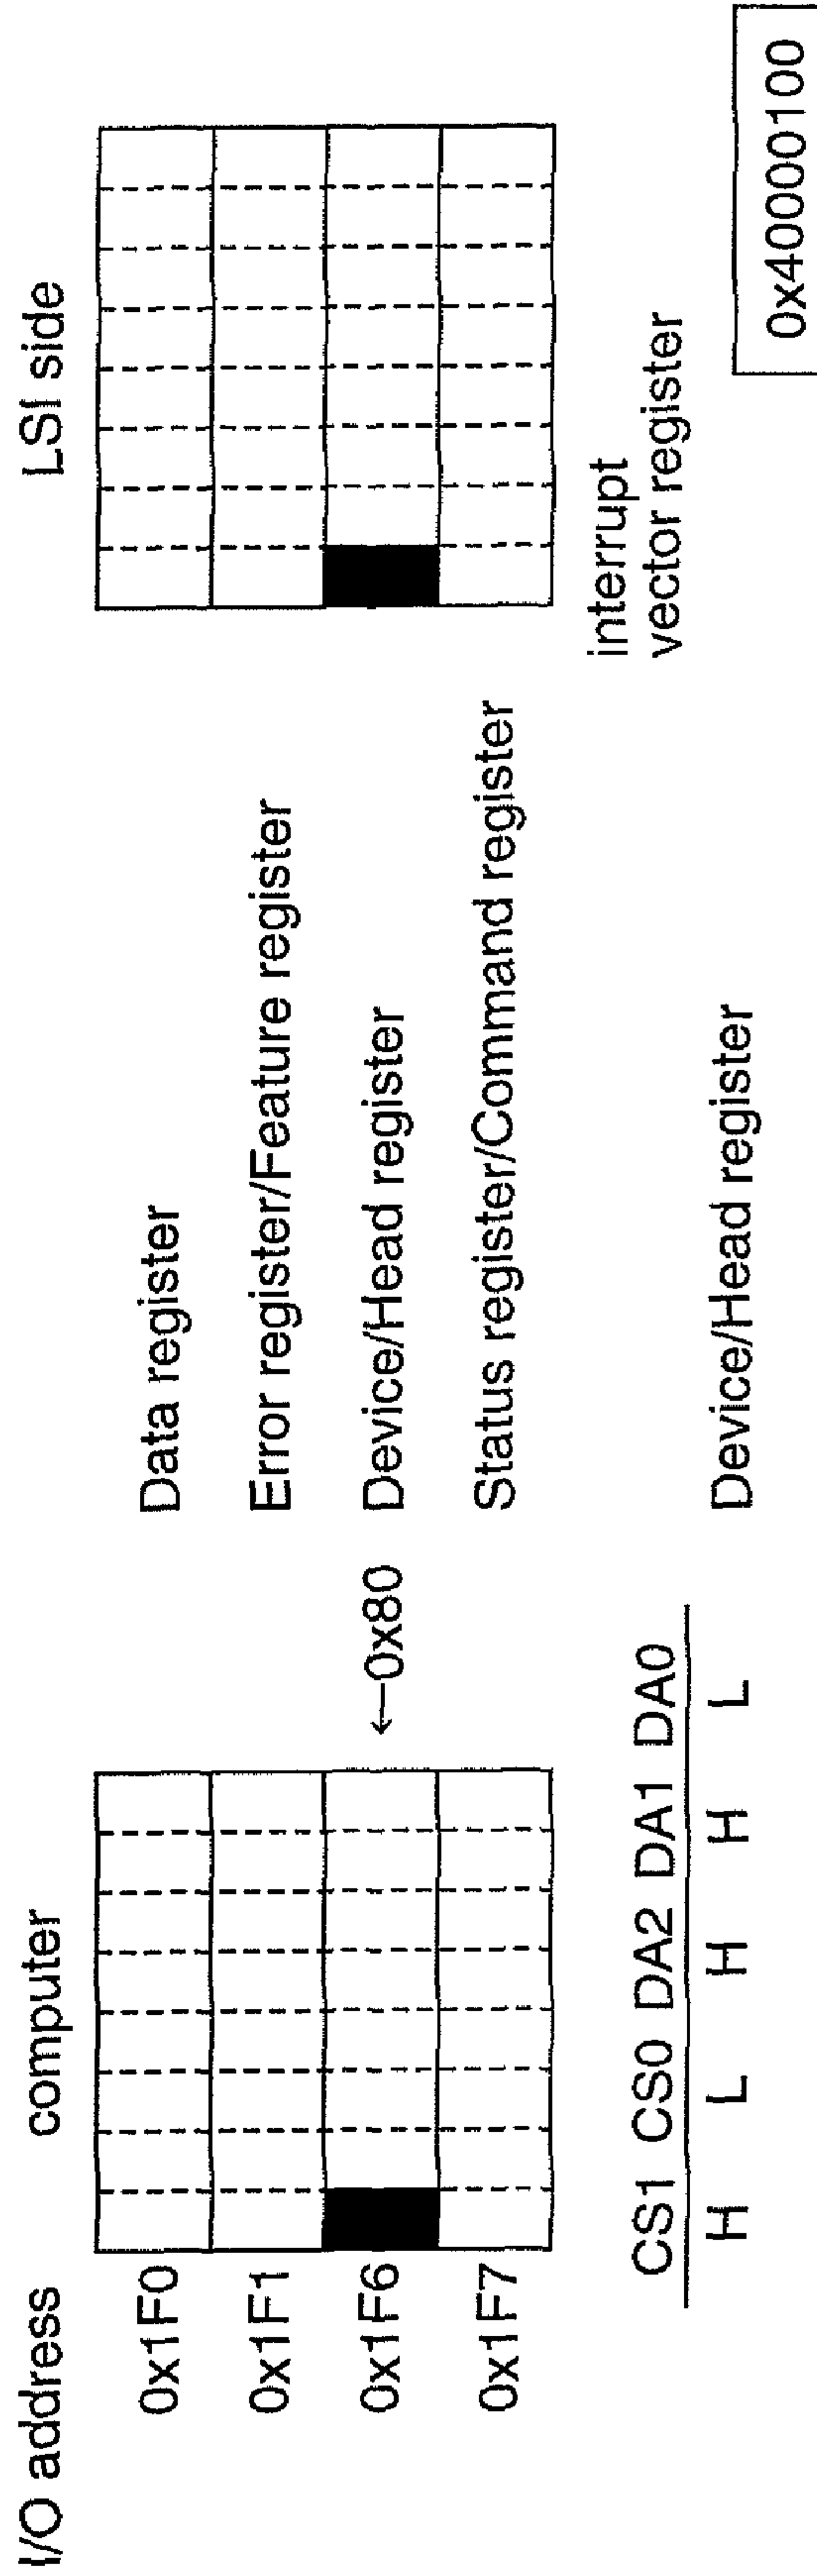 I/O address
computer
LSI side
0x1F0
Data register
0x1F1
Error register/Feature register
0x1F6
←0x80
Device/Head register
0x1F7
Status register/Command register
CS1 CS0 DA2 DA1 DA0
H L H H L
Device/Head register
interrupt
vector register
0x40000100